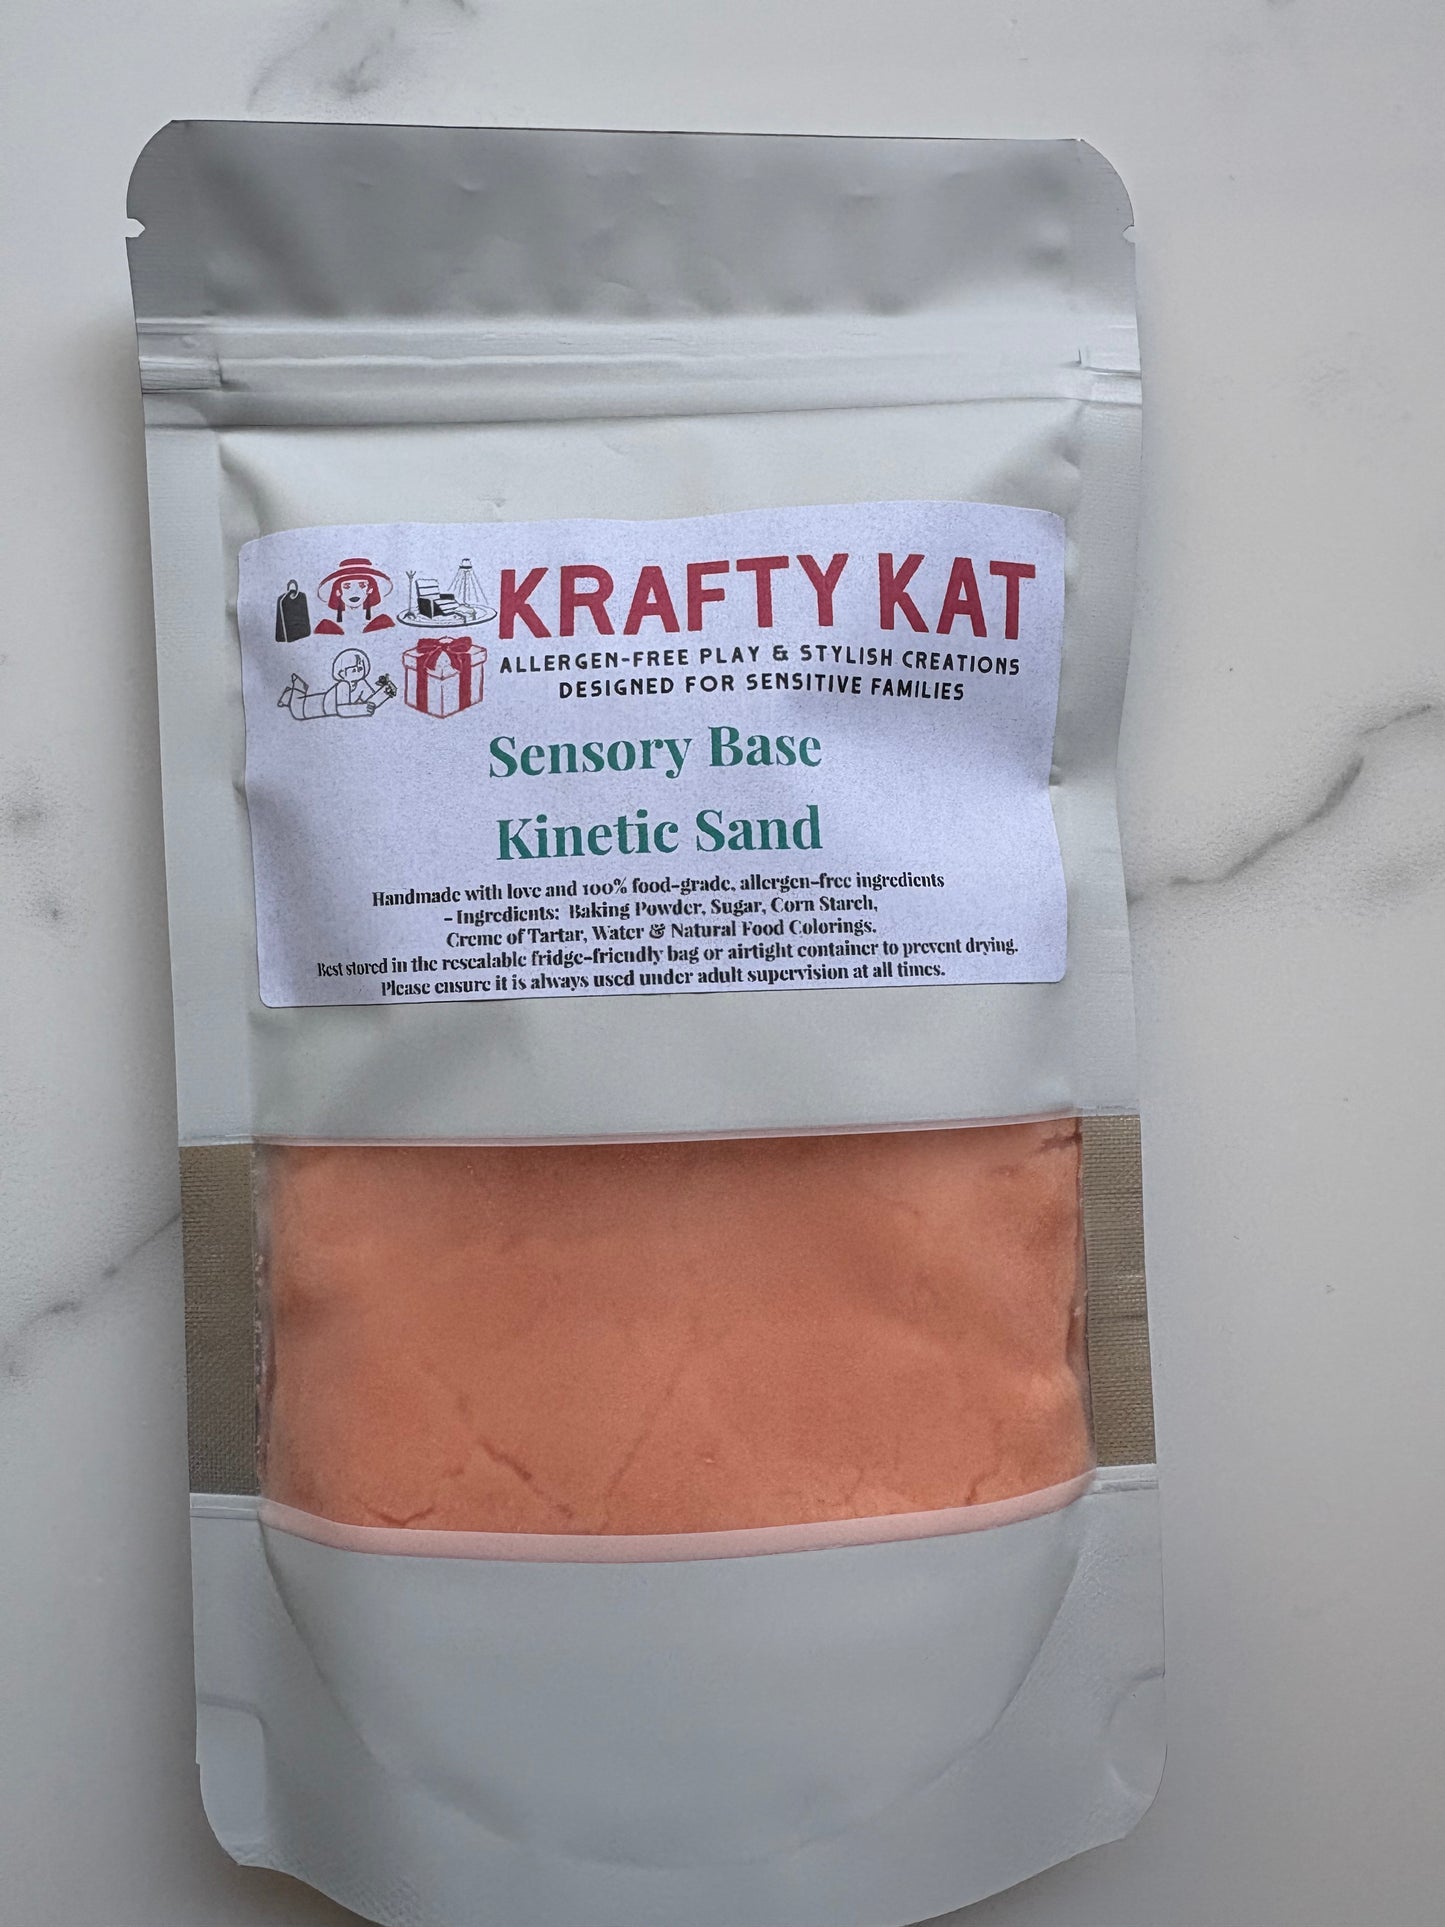 KRAFTY KAT
ALLERGEN-FREE PLAY & STYLISH CREATIONS
DESIGNED FOR SENSITIVE FAMILIES
Sensory Base
Kinetic Sand
Handmade with love and 100% food-grade, allergen-free ingredients
- Ingredients: Baking Powder, Sugar, Corn Starch,
Creme of Tartar, Water & Natural Food Colorings.
Best stored in the resealable fridge-friendly bag or airtight container to prevent drying.
Please ensure it is always used under adult supervision at all times.